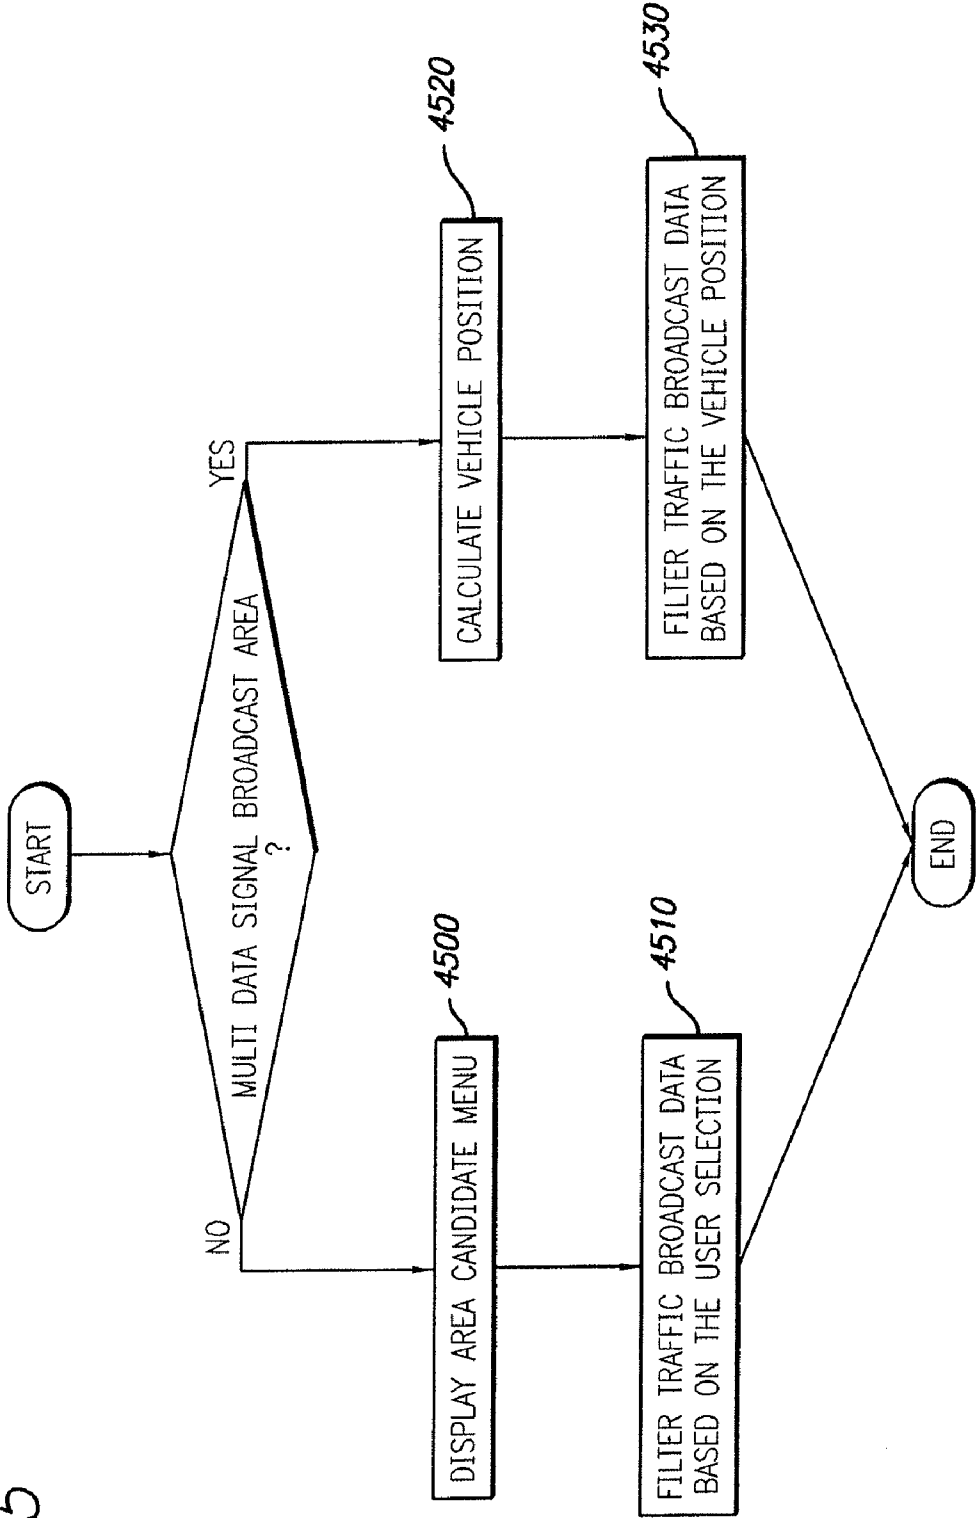 START
MULTI DATA SIGNAL BROADCAST AREA
?
NO
YES
DISPLAY AREA CANDIDATE MENU
4500
CALCULATE VEHICLE POSITION
4520
FILTER TRAFFIC BROADCAST DATA
BASED ON THE USER SELECTION
4510
FILTER TRAFFIC BROADCAST DATA
BASED ON THE VEHICLE POSITION
4530
END
5